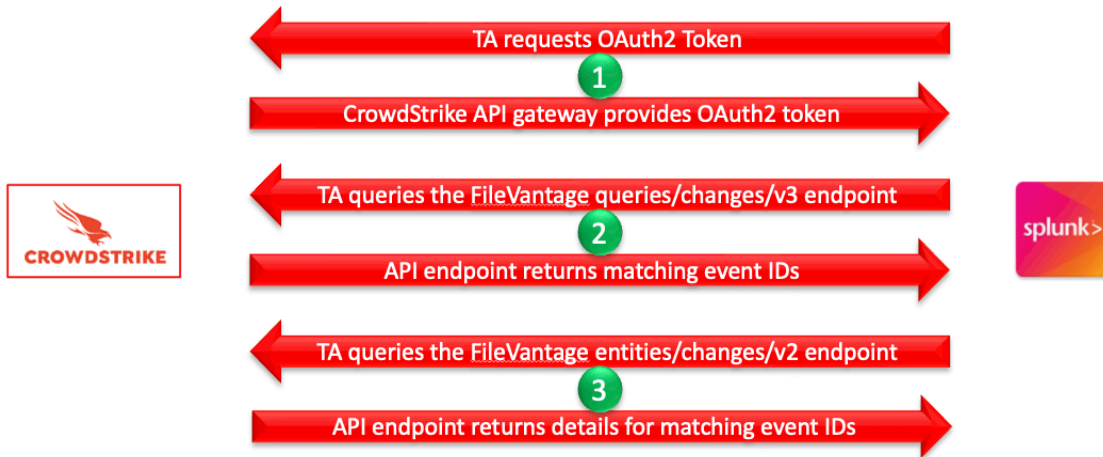 TA requests OAuth2 Token
1
CrowdStrike API gateway provides OAuth2 token
TA queries the FileVantage queries/changes/v3 endpoint
CROWDSTRIKE
2
splunk>
API endpoint returns matching event IDs
TA queries the FileVantage entities/changes/v2 endpoint
3
API endpoint returns details for matching event IDs